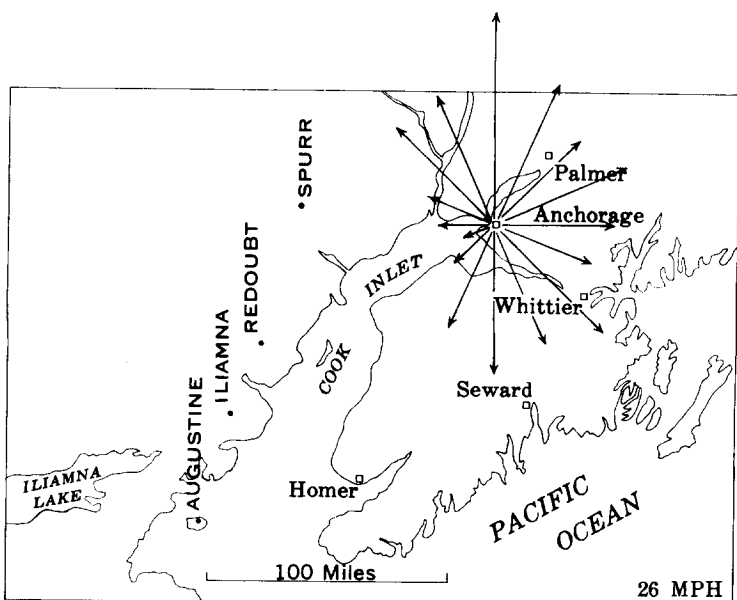 SPURR
Palmer
Anchorage
REDOUBT
INLET
Whittier
ILIAMNA
COOK
Seward
AUGUSTINE
ILIAMNA
LAKE
Homer
PACIFIC
OCEAN
100 Miles
26 MPH